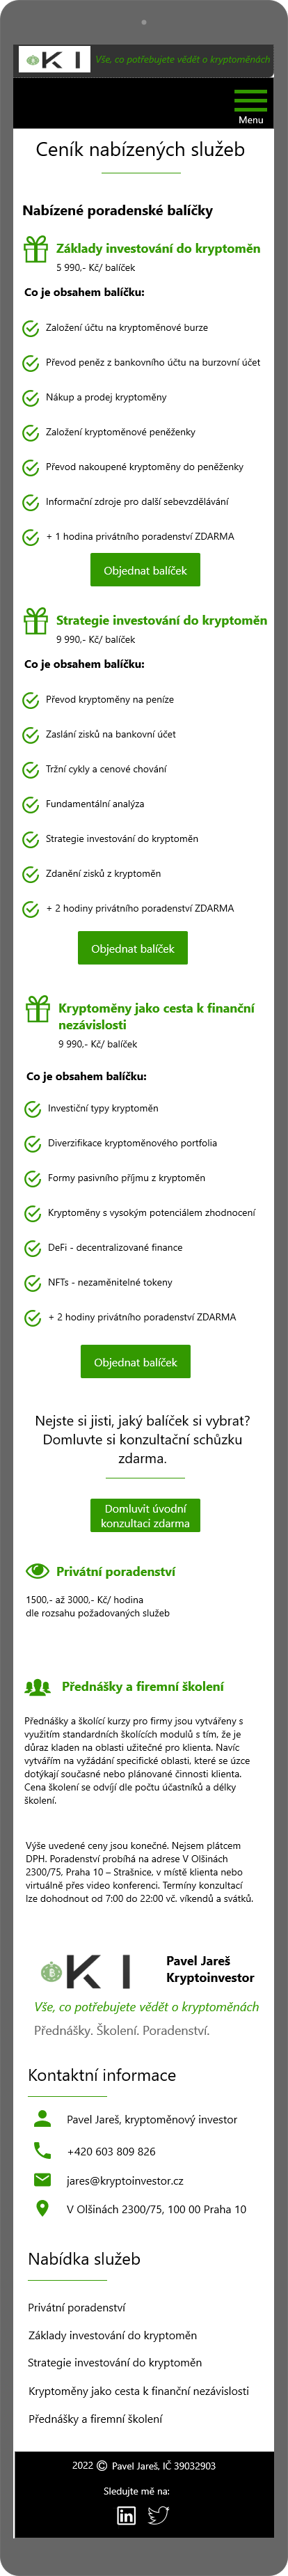 KI Vše, co potřebujete vědět o kryptoměnách
Menu
Ceník nabízených služeb
Nabízené poradenské balíčky
Základy investování do kryptoměn
5 990,- Kč/ balíček
Co je obsahem balíčku:
Založení účtu na kryptoměnové burze
Převod peněz z bankovního účtu na burzovní účet
Nákup a prodej kryptoměny
Založení kryptoměnové peněženky
Převod nakoupené kryptoměny do peněženky
Informační zdroje pro další sebevzdělávání
+ 1 hodina privátního poradenství ZDARMA
Objednat balíček
Strategie investování do kryptoměn
9 990,- Kč/ balíček
Co je obsahem balíčku:
Převod kryptoměny na peníze
Zaslání zisků na bankovní účet
Tržní cykly a cenové chování
Fundamentální analýza
Strategie investování do kryptoměn
Zdanění zisků z kryptoměn
+ 2 hodiny privátního poradenství ZDARMA
Objednat balíček
Kryptoměny jako cesta k finanční
nezávislosti
9 990,- Kč/ balíček
Co je obsahem balíčku:
Investiční typy kryptoměn
Diverzifikace kryptoměnového portfolia
Formy pasivního příjmu z kryptoměn
Kryptoměny s vysokým potenciálem zhodnocení
DeFi - decentralizované finance
NFTs - nezaměnitelné tokeny
+ 2 hodiny privátního poradenství ZDARMA
Objednat balíček
Nejste si jisti, jaký balíček si vybrat?
Domluvte si konzultační schůzku
zdarma.
Domluvit úvodní
konzultaci zdarma
Privátní poradenství
1500,- až 3000,- Kč/ hodina
dle rozsahu požadovaných služeb
Přednášky a firemní školení
Přednášky a školící kurzy pro firmy jsou vytvářeny s
využitím standardních školících modulů s tím, že je
důraz kladen na oblasti užitečné pro klienta. Navíc
vytvářím na vyžádání specifické oblasti, které se úzce
dotýkají současné nebo plánované činnosti klienta.
Cena školení se odvíjí dle počtu účastníků a délky
školení.
Výše uvedené ceny jsou konečné. Nejsem plátcem
DPH. Poradenství probíhá na adrese V Olšinách
2300/75, Praha 10 – Strašnice, v místě klienta nebo
virtuálně přes video konferenci. Termíny konzultací
lze dohodnout od 7:00 do 22:00 vč. víkendů a svátků.
KI
Pavel Jareš
Kryptoinvestor
Vše, co potřebujete vědět o kryptoměnách
Přednášky. Školení. Poradenství.
Kontaktní informace
Pavel Jareš, kryptoměnový investor
+420 603 809 826
jares@kryptoinvestor.cz
V Olšinách 2300/75, 100 00 Praha 10
Nabídka služeb
Privátní poradenství
Základy investování do kryptoměn
Strategie investování do kryptoměn
Kryptoměny jako cesta k finanční nezávislosti
Přednášky a firemní školení
2022 © Pavel Jareš, IČ 39032903
Sledujte mě na: